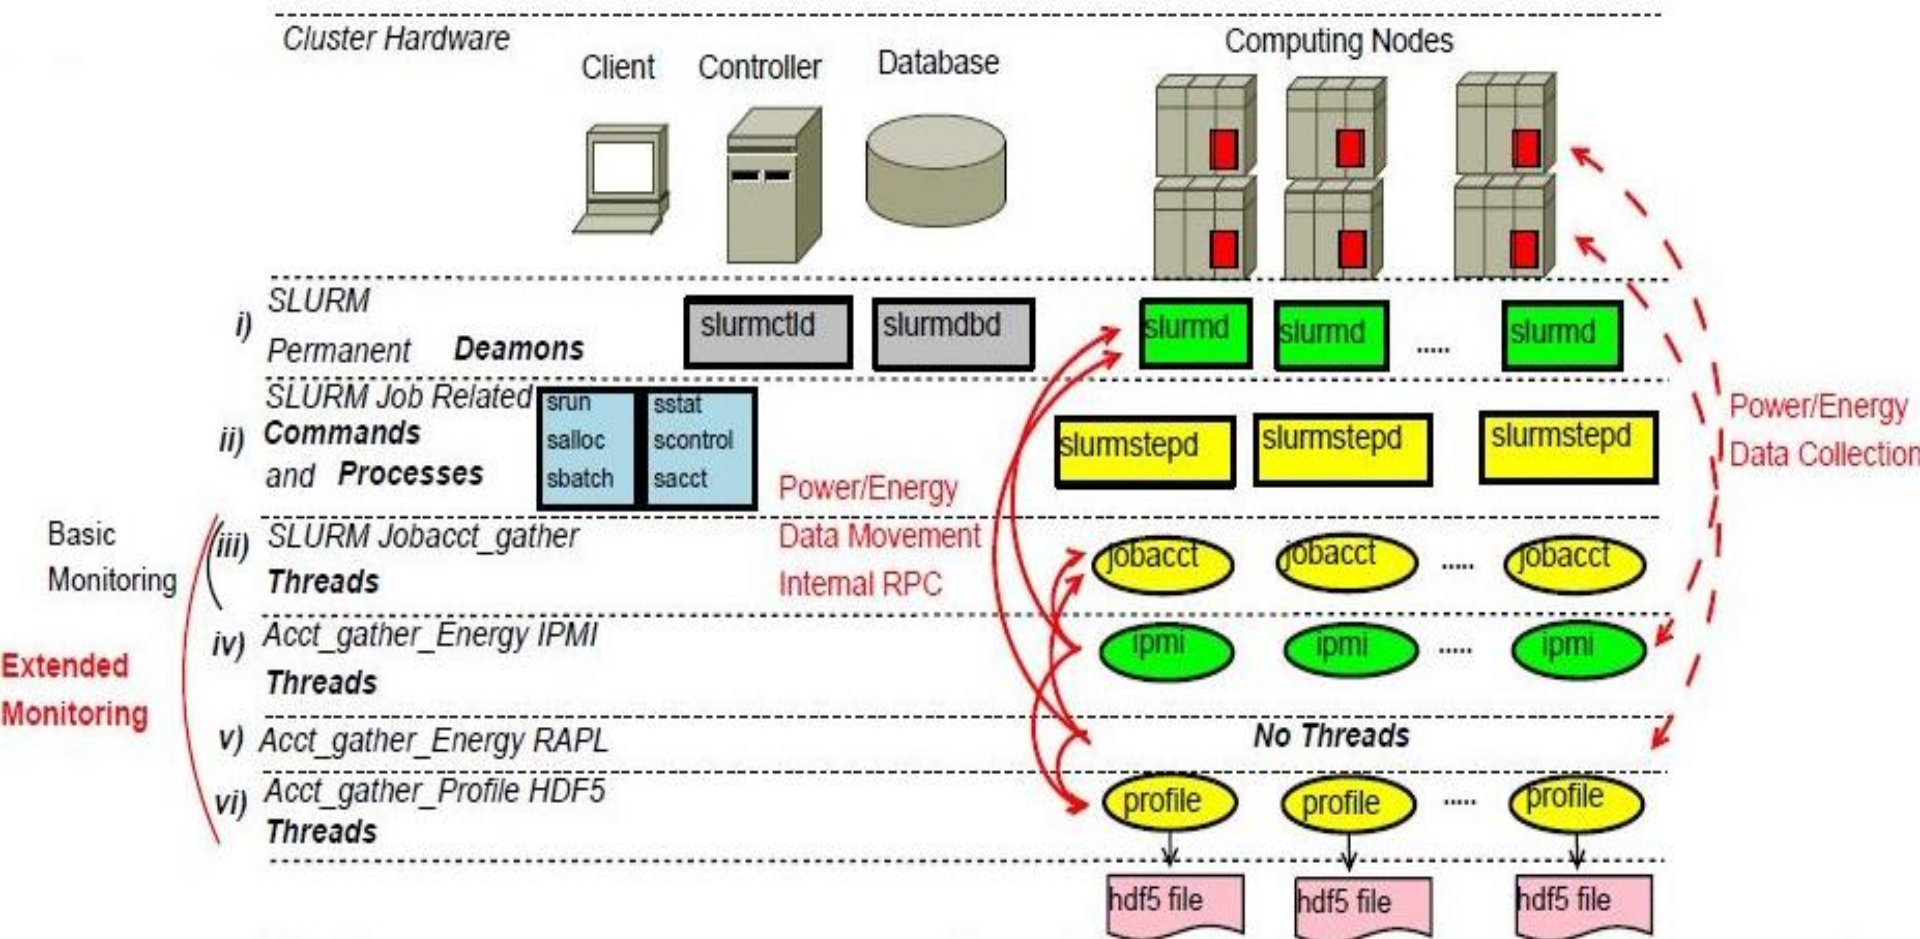 Cluster Hardware
Client
Controller
Database
Computing Nodes
i)
SLURM
Permanent Deamons
slurmctld
slurmdbd
slurmd
slurmd
.....
slurmd
ii)
SLURM Job Related
Commands
and Processes
srun
salloc
sbatch
sstat
scontrol
sacct
slurmstepd
slurmstepd
slurmstepd
Power/Energy
Data Collection
Power/Energy
Data Movement
Internal RPC
Basic
Monitoring
iii)
SLURM Jobacct_gather
Threads
jobacct
jobacct
.....
jobacct
Extended
Monitoring
iv)
Acct_gather_Energy IPMI
Threads
ipmi
ipmi
.....
ipmi
v)
Acct_gather_Energy RAPL
No Threads
vi)
Acct_gather_Profile HDF5
Threads
profile
profile
.....
profile
hdf5 file
hdf5 file
hdf5 file